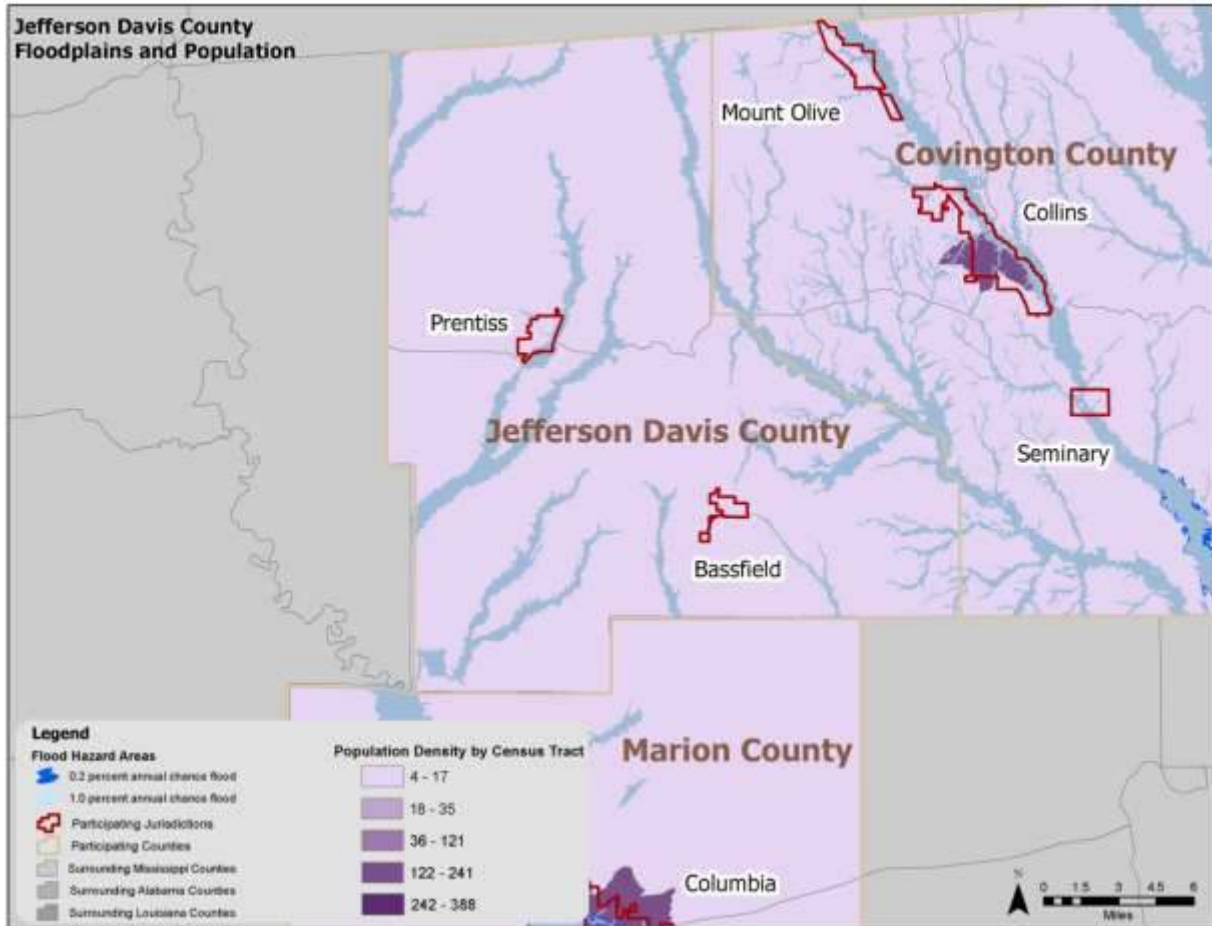 Jefferson Davis County
Floodplains and Population
Mount Olive
Covington County
Collins
Prentiss
Jefferson Davis County
Seminary
Bassfield
Marion County
Columbia
Legend
Flood Hazard Areas
0.2 percent annual chance flood
1.0 percent annual chance flood
Participating Jurisdictions
Participating Counties
Surrounding Mississippi Counties
Surrounding Alabama Counties
Surrounding Louisiana Counties
Population Density by Census Tract
4 - 17
18 - 35
36 - 121
122 - 241
242 - 388
N
0 1.5 3 4.5 6
Miles